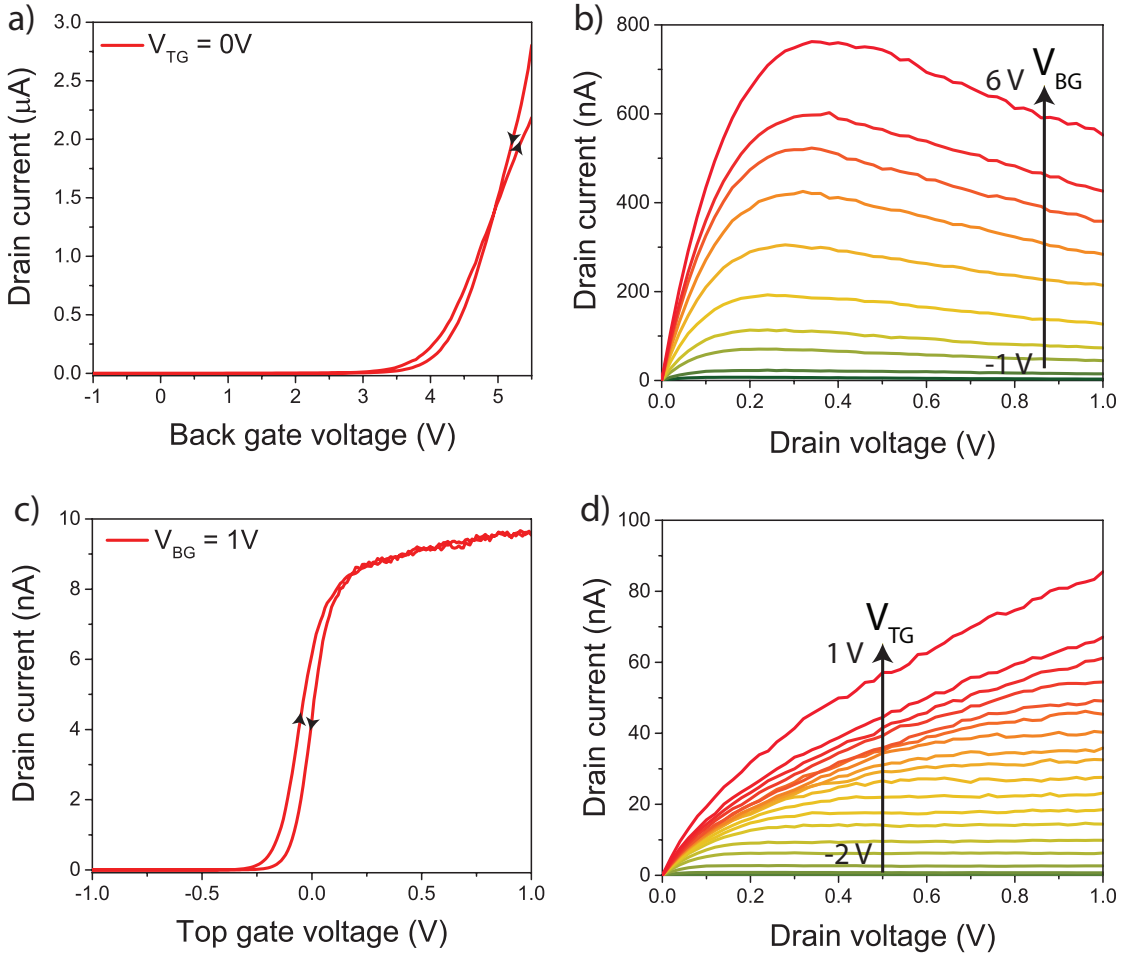 a)
3.0
2.5
2.0
1.5
1.0
0.5
0.0
Drain current (μA)
V_TG = 0V
-1 0 1 2 3 4 5
Back gate voltage (V)
b)
800
600
400
200
0
Drain current (nA)
6 V
V_BG
-1 V
0.0 0.2 0.4 0.6 0.8 1.0
Drain voltage (V)
c)
10
8
6
4
2
0
Drain current (nA)
V_BG = 1V
-1.0 -0.5 0.0 0.5 1.0
Top gate voltage (V)
d)
100
80
60
40
20
0
Drain current (nA)
V_TG
1 V
-2 V
0.0 0.2 0.4 0.6 0.8 1.0
Drain voltage (V)